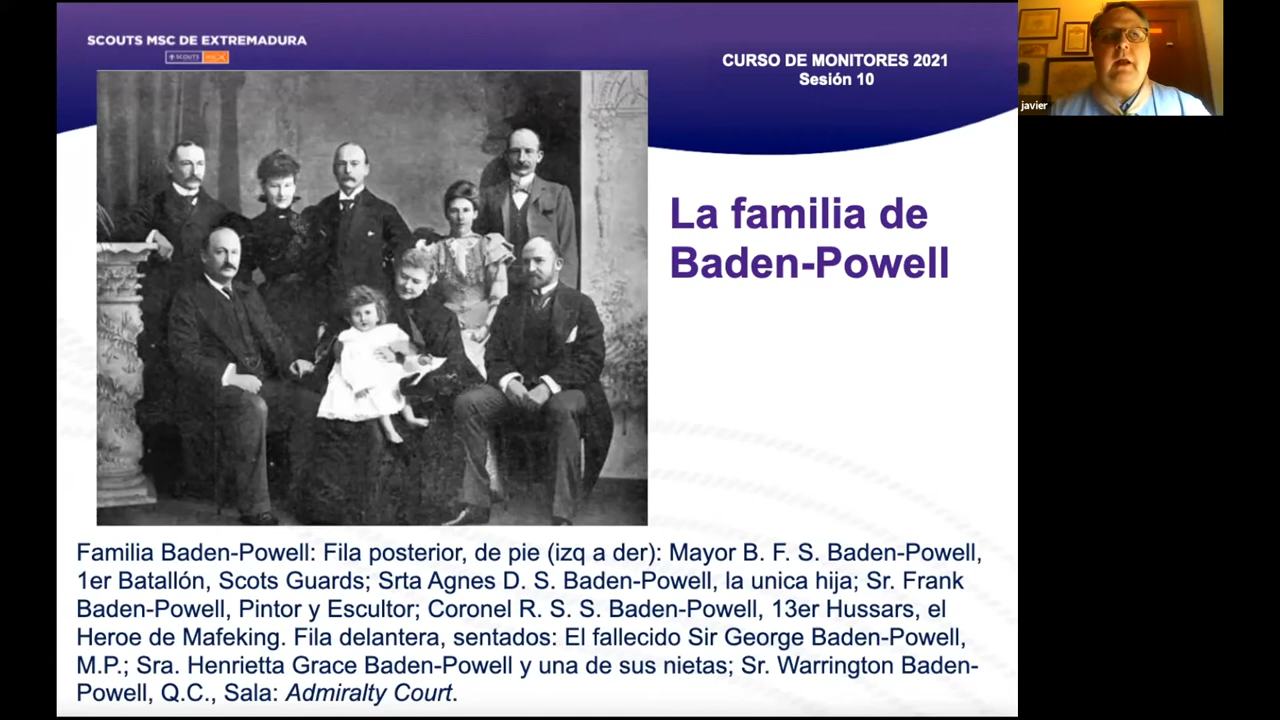 SCOUTS MSC DE EXTREMADURA
SCOUTS MSC
CURSO DE MONITORES 2021
Sesión 10
javier
La familia de
Baden-Powell
Familia Baden-Powell: Fila posterior, de pie (izq a der): Mayor B. F. S. Baden-Powell,
1er Batallón, Scots Guards; Srta Agnes D. S. Baden-Powell, la unica hija; Sr. Frank
Baden-Powell, Pintor y Escultor; Coronel R. S. S. Baden-Powell, 13er Hussars, el
Heroe de Mafeking. Fila delantera, sentados: El fallecido Sir George Baden-Powell,
M.P.; Sra. Henrietta Grace Baden-Powell y una de sus nietas; Sr. Warrington Baden-
Powell, Q.C., Sala: Admiralty Court.